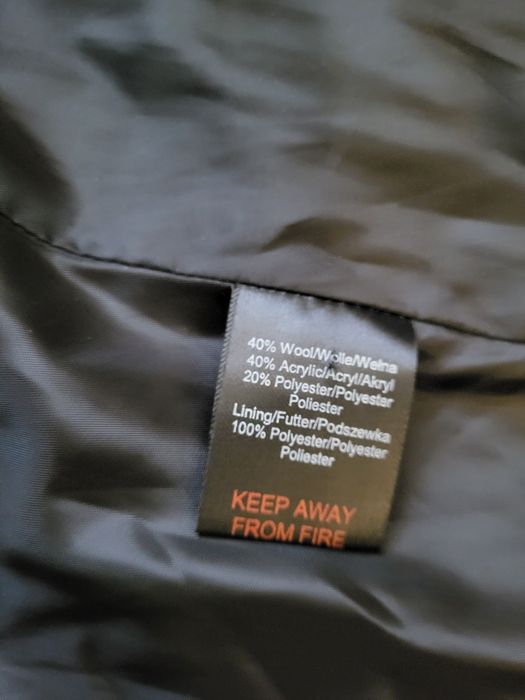 40% Wool/Wolle/Wełna
40% Acrylic/Acryl/Akryl
20% Polyester/Polyester
Poliester
Lining/Futter/Podszewka
100% Polyester/Polyester
Poliester
KEEP AWAY
FROM FIRE